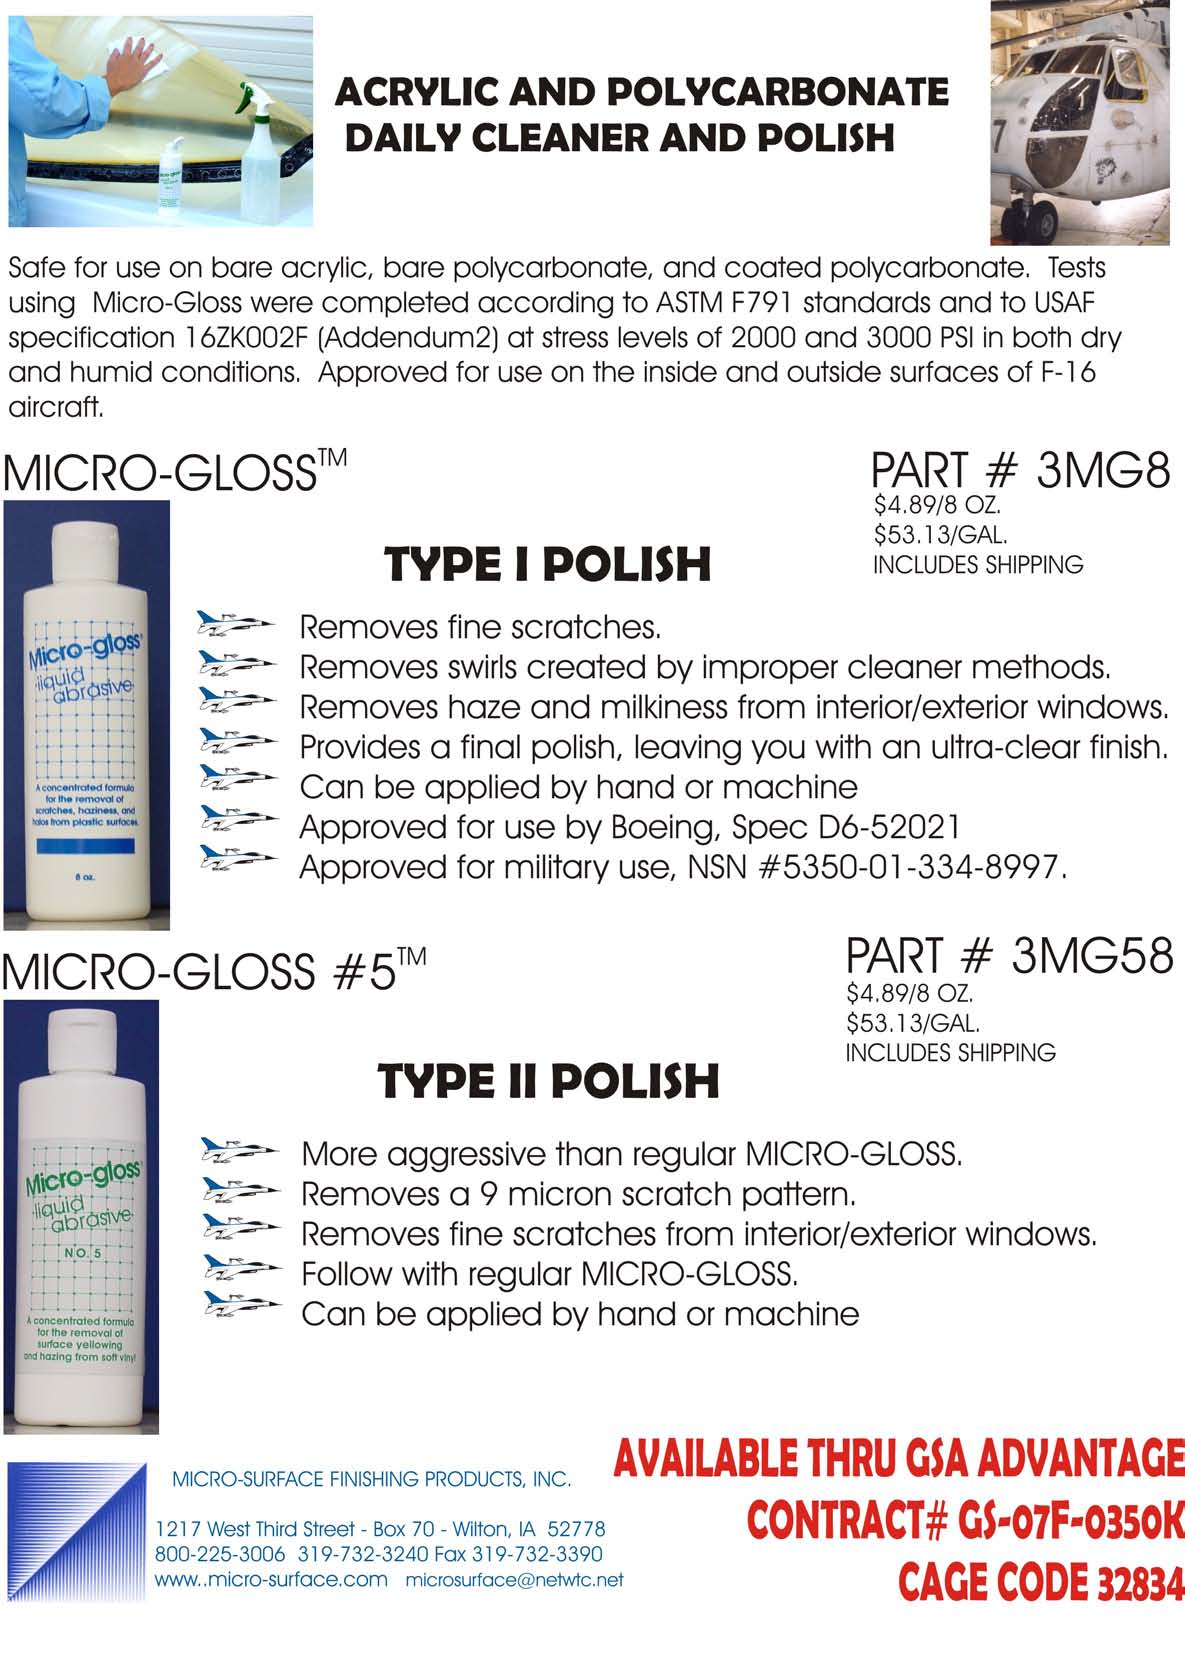 ACRYLIC AND POLYCARBONATE
DAILY CLEANER AND POLISH
Micro-gloss
7
Safe for use on bare acrylic, bare polycarbonate, and coated polycarbonate. Tests
using Micro-Gloss were completed according to ASTM F791 standards and to USAF
specification 16ZK002F (Addendum2) at stress levels of 2000 and 3000 PSI in both dry
and humid conditions. Approved for use on the inside and outside surfaces of F-16
aircraft.
MICRO-GLOSS™
PART # 3MG8
$4.89/8 OZ.
$53.13/GAL.
INCLUDES SHIPPING
TYPE I POLISH
Removes fine scratches.
Removes swirls created by improper cleaner methods.
Removes haze and milkiness from interior/exterior windows.
Provides a final polish, leaving you with an ultra-clear finish.
Can be applied by hand or machine
Approved for use by Boeing, Spec D6-52021
Approved for military use, NSN #5350-01-334-8997.
Micro-gloss®
liquid
abrasive
A concentrated formula
for the removal of
scratches, haziness, and
halos from plastic surfaces.
8 oz.
MICRO-GLOSS #5™
PART # 3MG58
$4.89/8 OZ.
$53.13/GAL.
INCLUDES SHIPPING
TYPE II POLISH
More aggressive than regular MICRO-GLOSS.
Removes a 9 micron scratch pattern.
Removes fine scratches from interior/exterior windows.
Follow with regular MICRO-GLOSS.
Can be applied by hand or machine
Micro-gloss®
liquid
abrasive
NO. 5
A concentrated formula
for the removal of
surface yellowing
and hazing from soft vinyl
MICRO-SURFACE FINISHING PRODUCTS, INC.
1217 West Third Street - Box 70 - Wilton, IA 52778
800-225-3006 319-732-3240 Fax 319-732-3390
www..micro-surface.com microsurface@netwtc.net
AVAILABLE THRU GSA ADVANTAGE
CONTRACT# GS-07F-0350K
CAGE CODE 32834